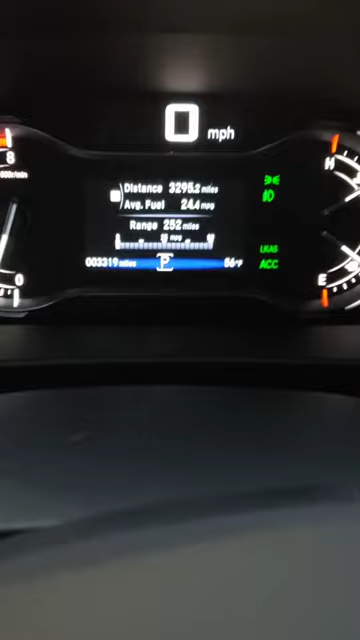 0 mph
8
H
Distance 3295.2 miles
Avg. Fuel 24.4 mpg
Range 252 miles
LKAS
003319 miles P 56°F
ACC
0
E